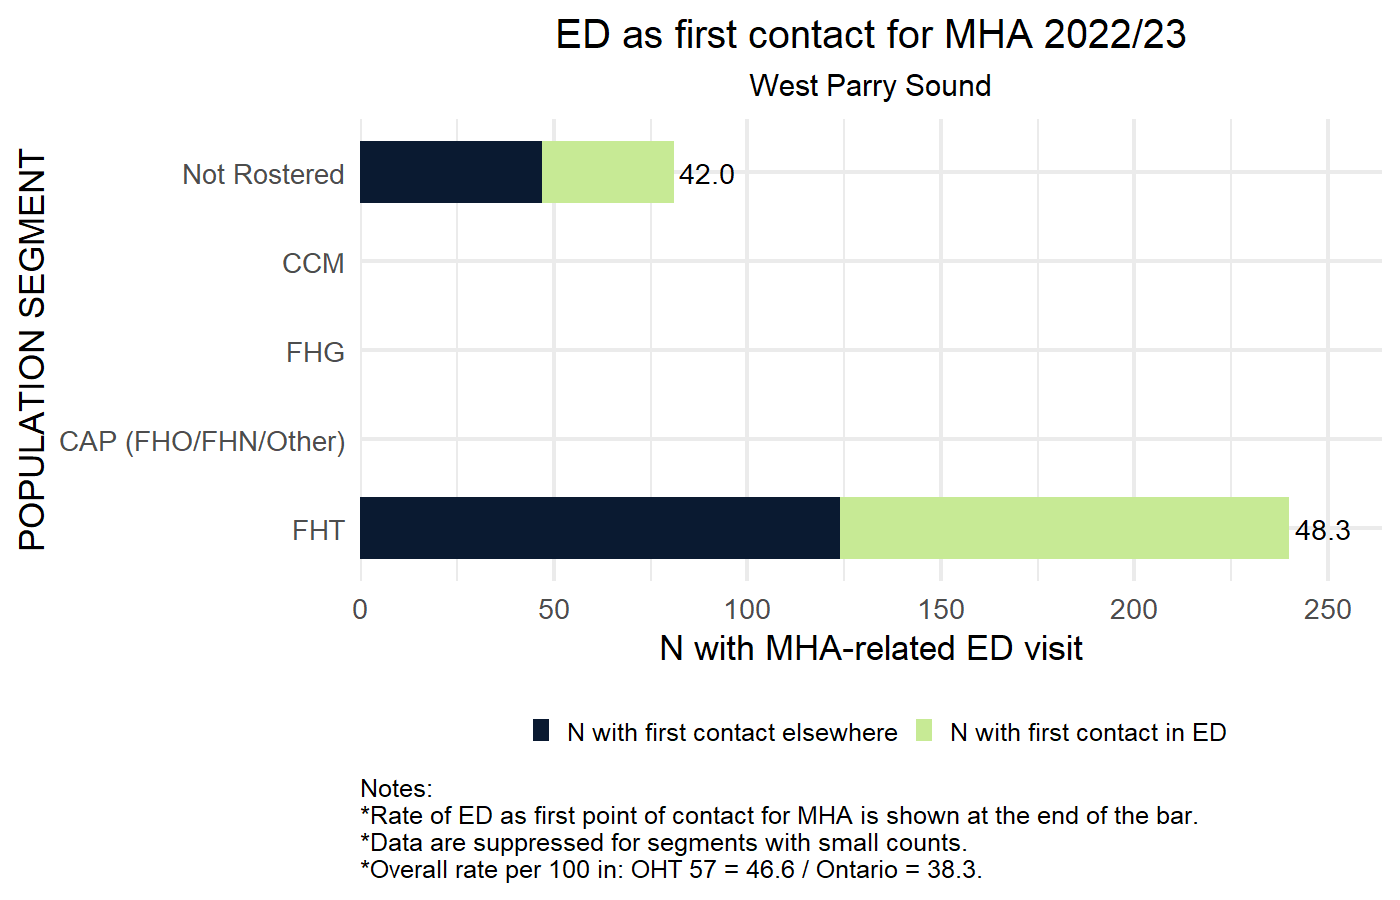 ED as first contact for MHA 2022/23
West Parry Sound
POPULATION SEGMENT
Not Rostered
42.0
CCM
FHG
CAP (FHO/FHN/Other)
FHT
48.3
0 50 100 150 200 250
N with MHA-related ED visit
N with first contact elsewhere N with first contact in ED
Notes:
*Rate of ED as first point of contact for MHA is shown at the end of the bar.
*Data are suppressed for segments with small counts.
*Overall rate per 100 in: OHT 57 = 46.6 / Ontario = 38.3.